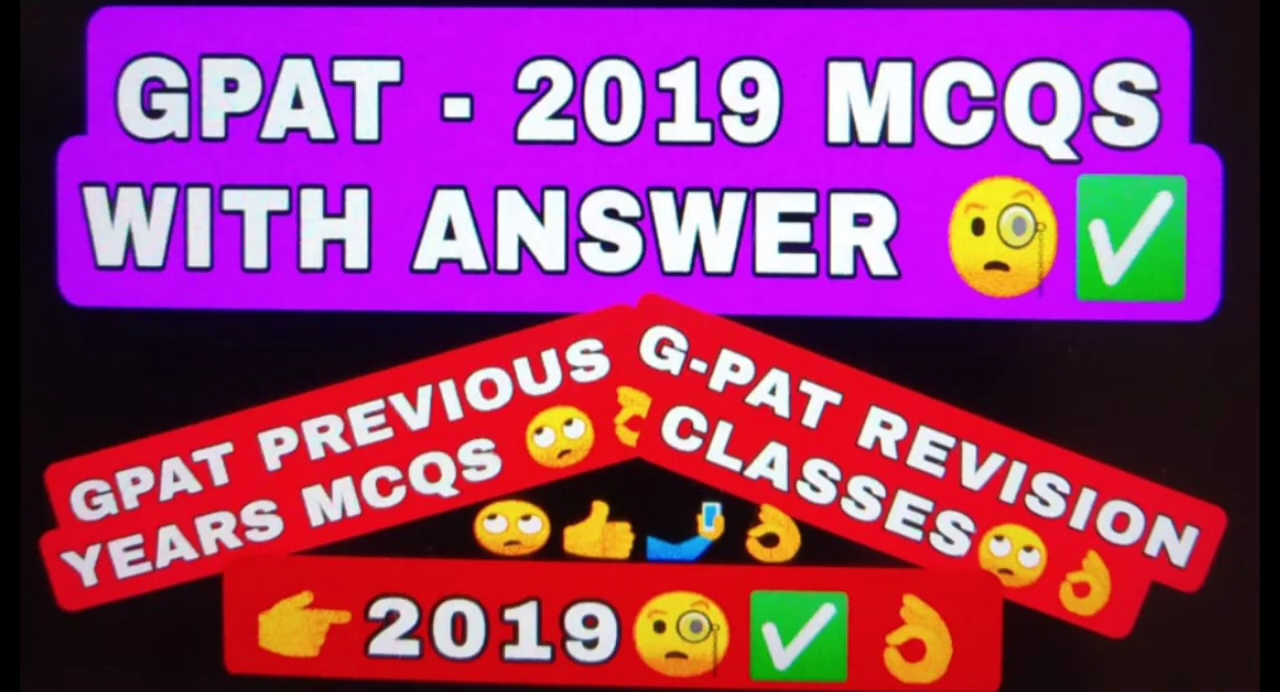 GPAT - 2019 MCQS
WITH ANSWER 🧐✅
GPAT PREVIOUS
YEARS MCQS 🙄👌
G-PAT REVISION
CLASSES🙄👌
🙄👍🤳👌
👉2019🧐✅👌